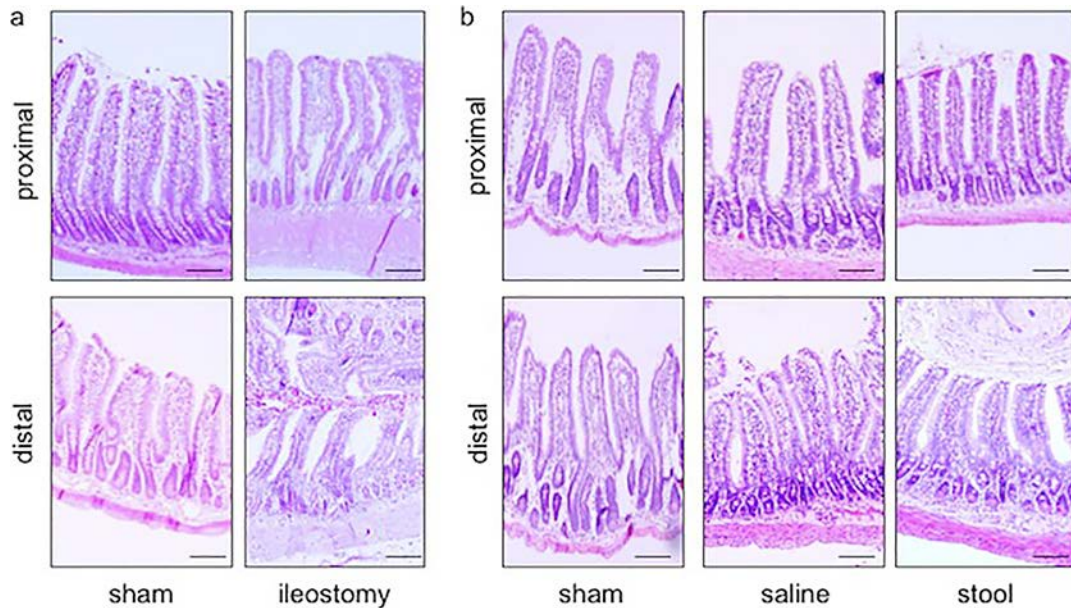 a
b
proximal
proximal
distal
distal
sham
ileostomy
sham
saline
stool